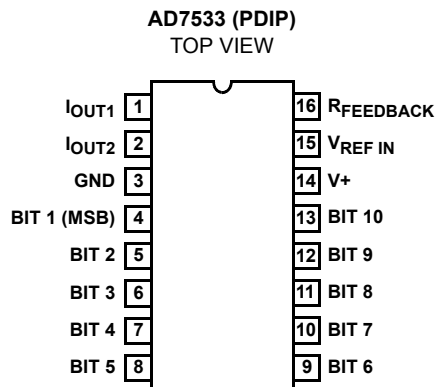 AD7533 (PDIP)
TOP VIEW
IOUT1 1 16 RFEEDBACK
IOUT2 2 15 VREF IN
GND 3 14 V+
BIT 1 (MSB) 4 13 BIT 10
BIT 2 5 12 BIT 9
BIT 3 6 11 BIT 8
BIT 4 7 10 BIT 7
BIT 5 8 9 BIT 6